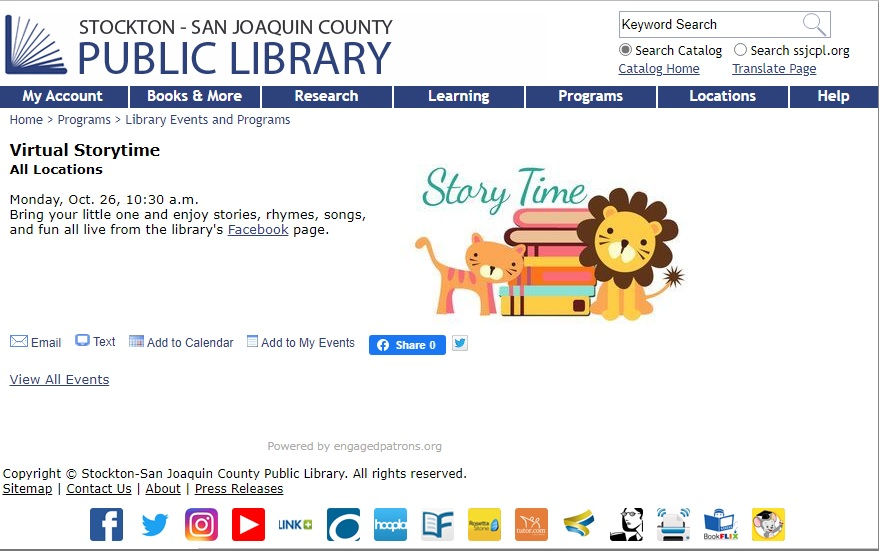 STOCKTON - SAN JOAQUIN COUNTY
PUBLIC LIBRARY
Keyword Search
Search Catalog Search ssjcpl.org
Catalog Home Translate Page
My Account Books & More Research Learning Programs Locations Help
Home > Programs > Library Events and Programs
Virtual Storytime
All Locations
Monday, Oct. 26, 10:30 a.m.
Bring your little one and enjoy stories, rhymes, songs,
and fun all live from the library's Facebook page.
Story Time
Email Text Add to Calendar Add to My Events Share 0
View All Events
Powered by engagedpatrons.org
Copyright © Stockton-San Joaquin County Public Library. All rights reserved.
Sitemap | Contact Us | About | Press Releases
LINK+ hoopla Rosetta Stone tutor.com BookFLIX